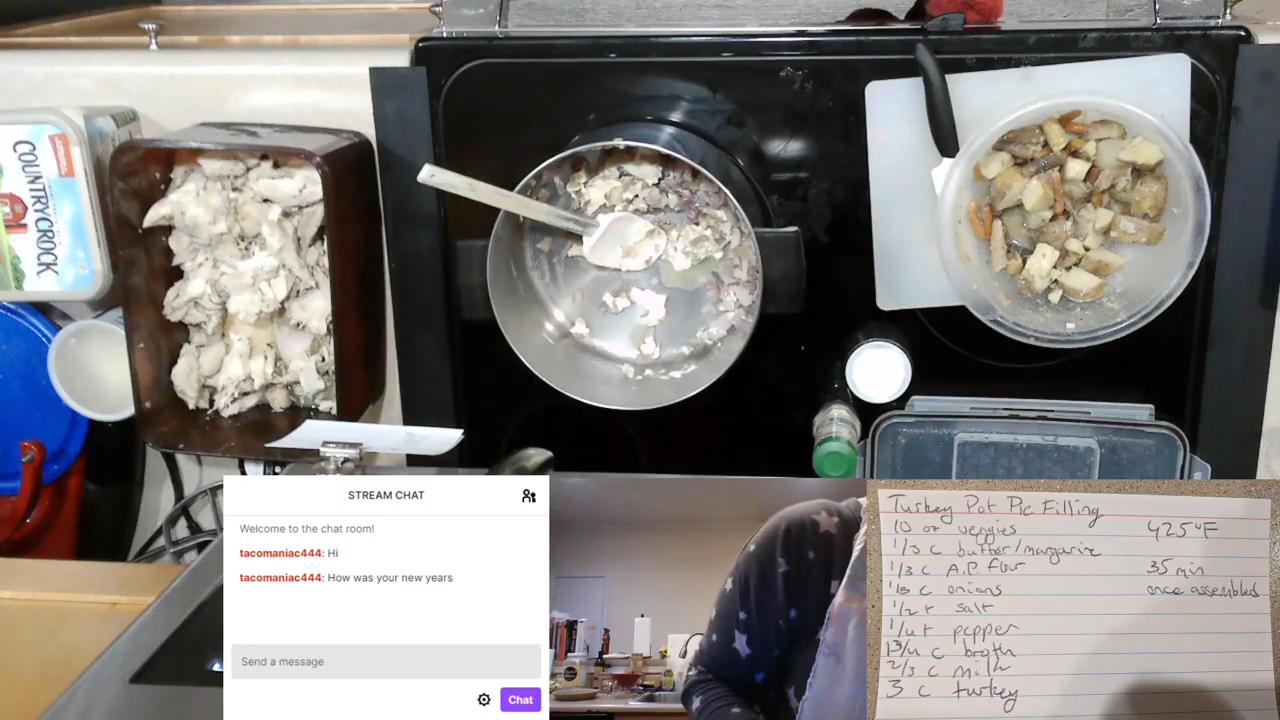 COUNTRY CROCK
STREAM CHAT
Welcome to the chat room!
tacomaniac444: Hi
tacomaniac444: How was your new years
Send a message
Chat
Turkey Pot Pie Filling
10 oz veggies 425°F
1/3 c butter/margarine
1/3 c A.P. flour 35 min
1/3 c onions once assembled
1/2 t salt
1/4 t pepper
1 3/4 c broth
2/3 c milk
3 c turkey